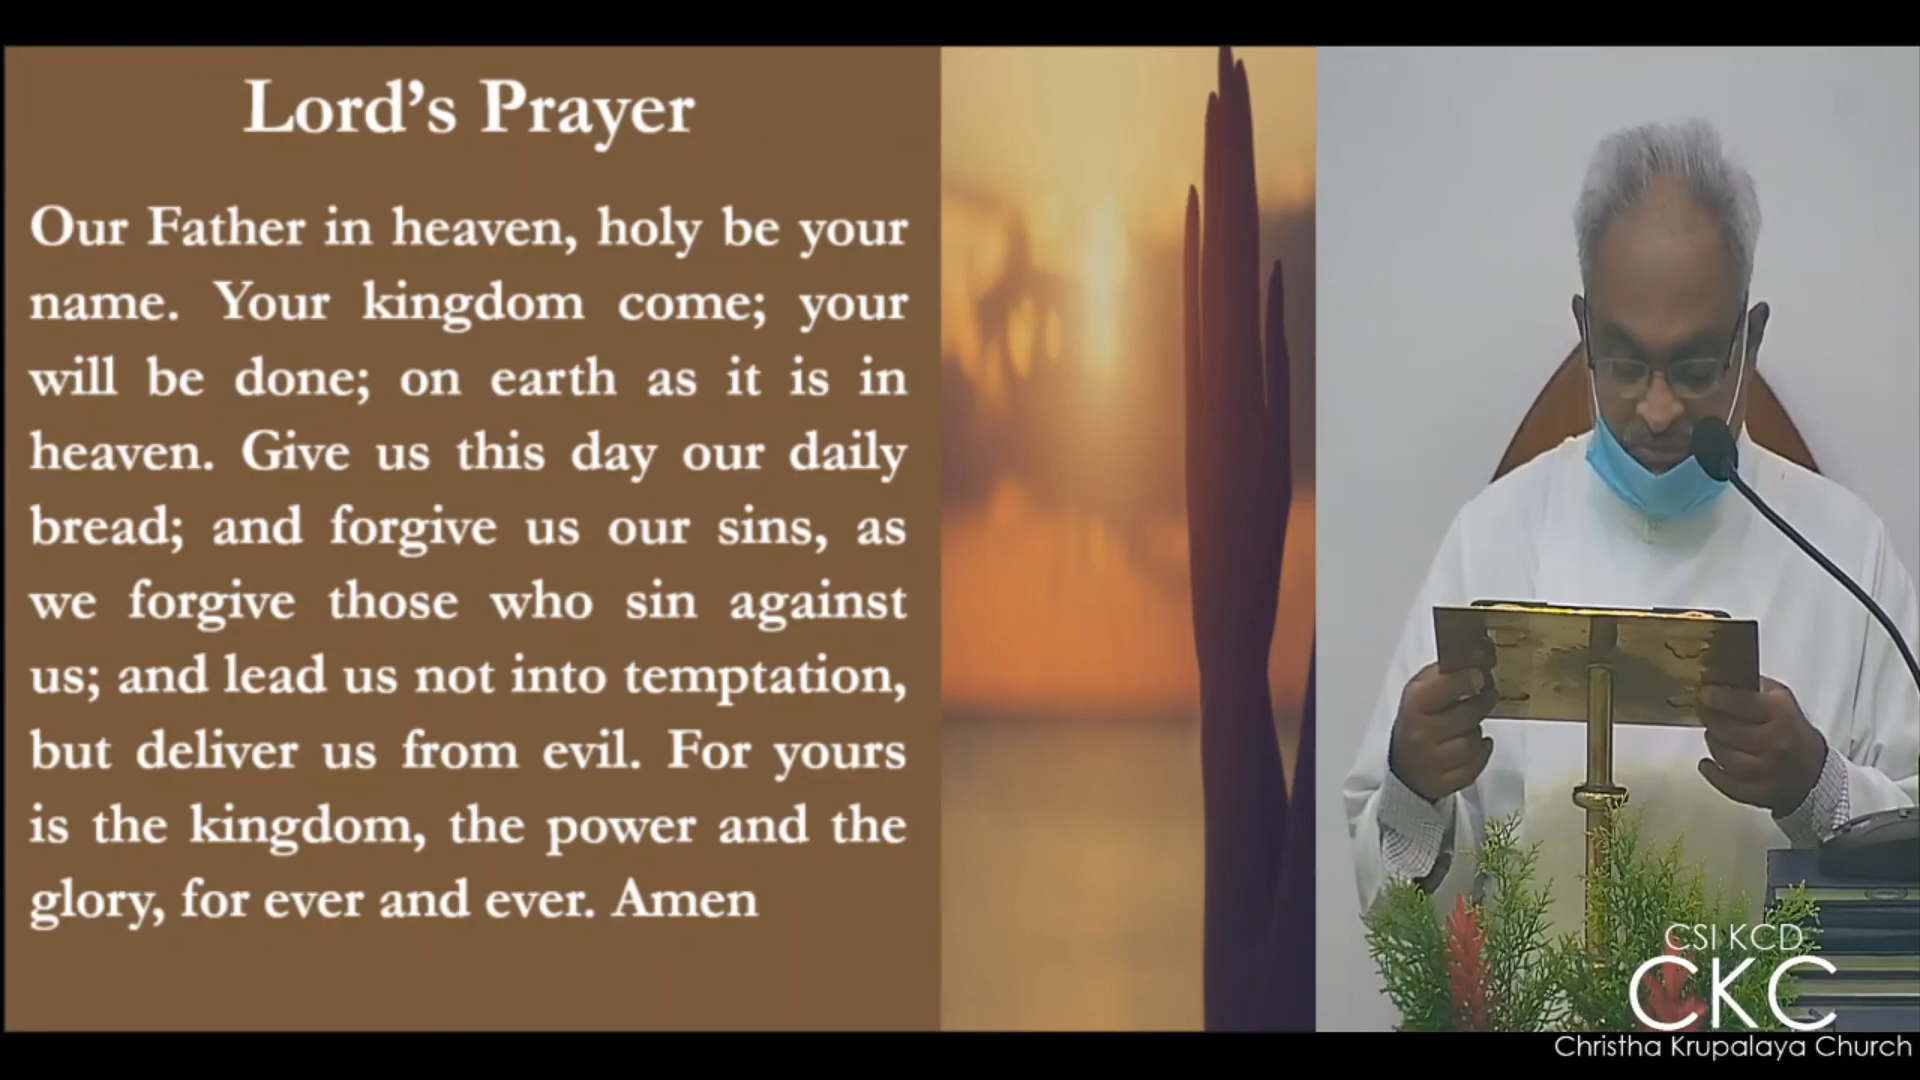 Lord's Prayer
Our Father in heaven, holy be your
name. Your kingdom come; your
will be done; on earth as it is in
heaven. Give us this day our daily
bread; and forgive us our sins, as
we forgive those who sin against
us; and lead us not into temptation,
but deliver us from evil. For yours
is the kingdom, the power and the
glory, for ever and ever. Amen
CSI KCD
CKC
Christha Krupalaya Church